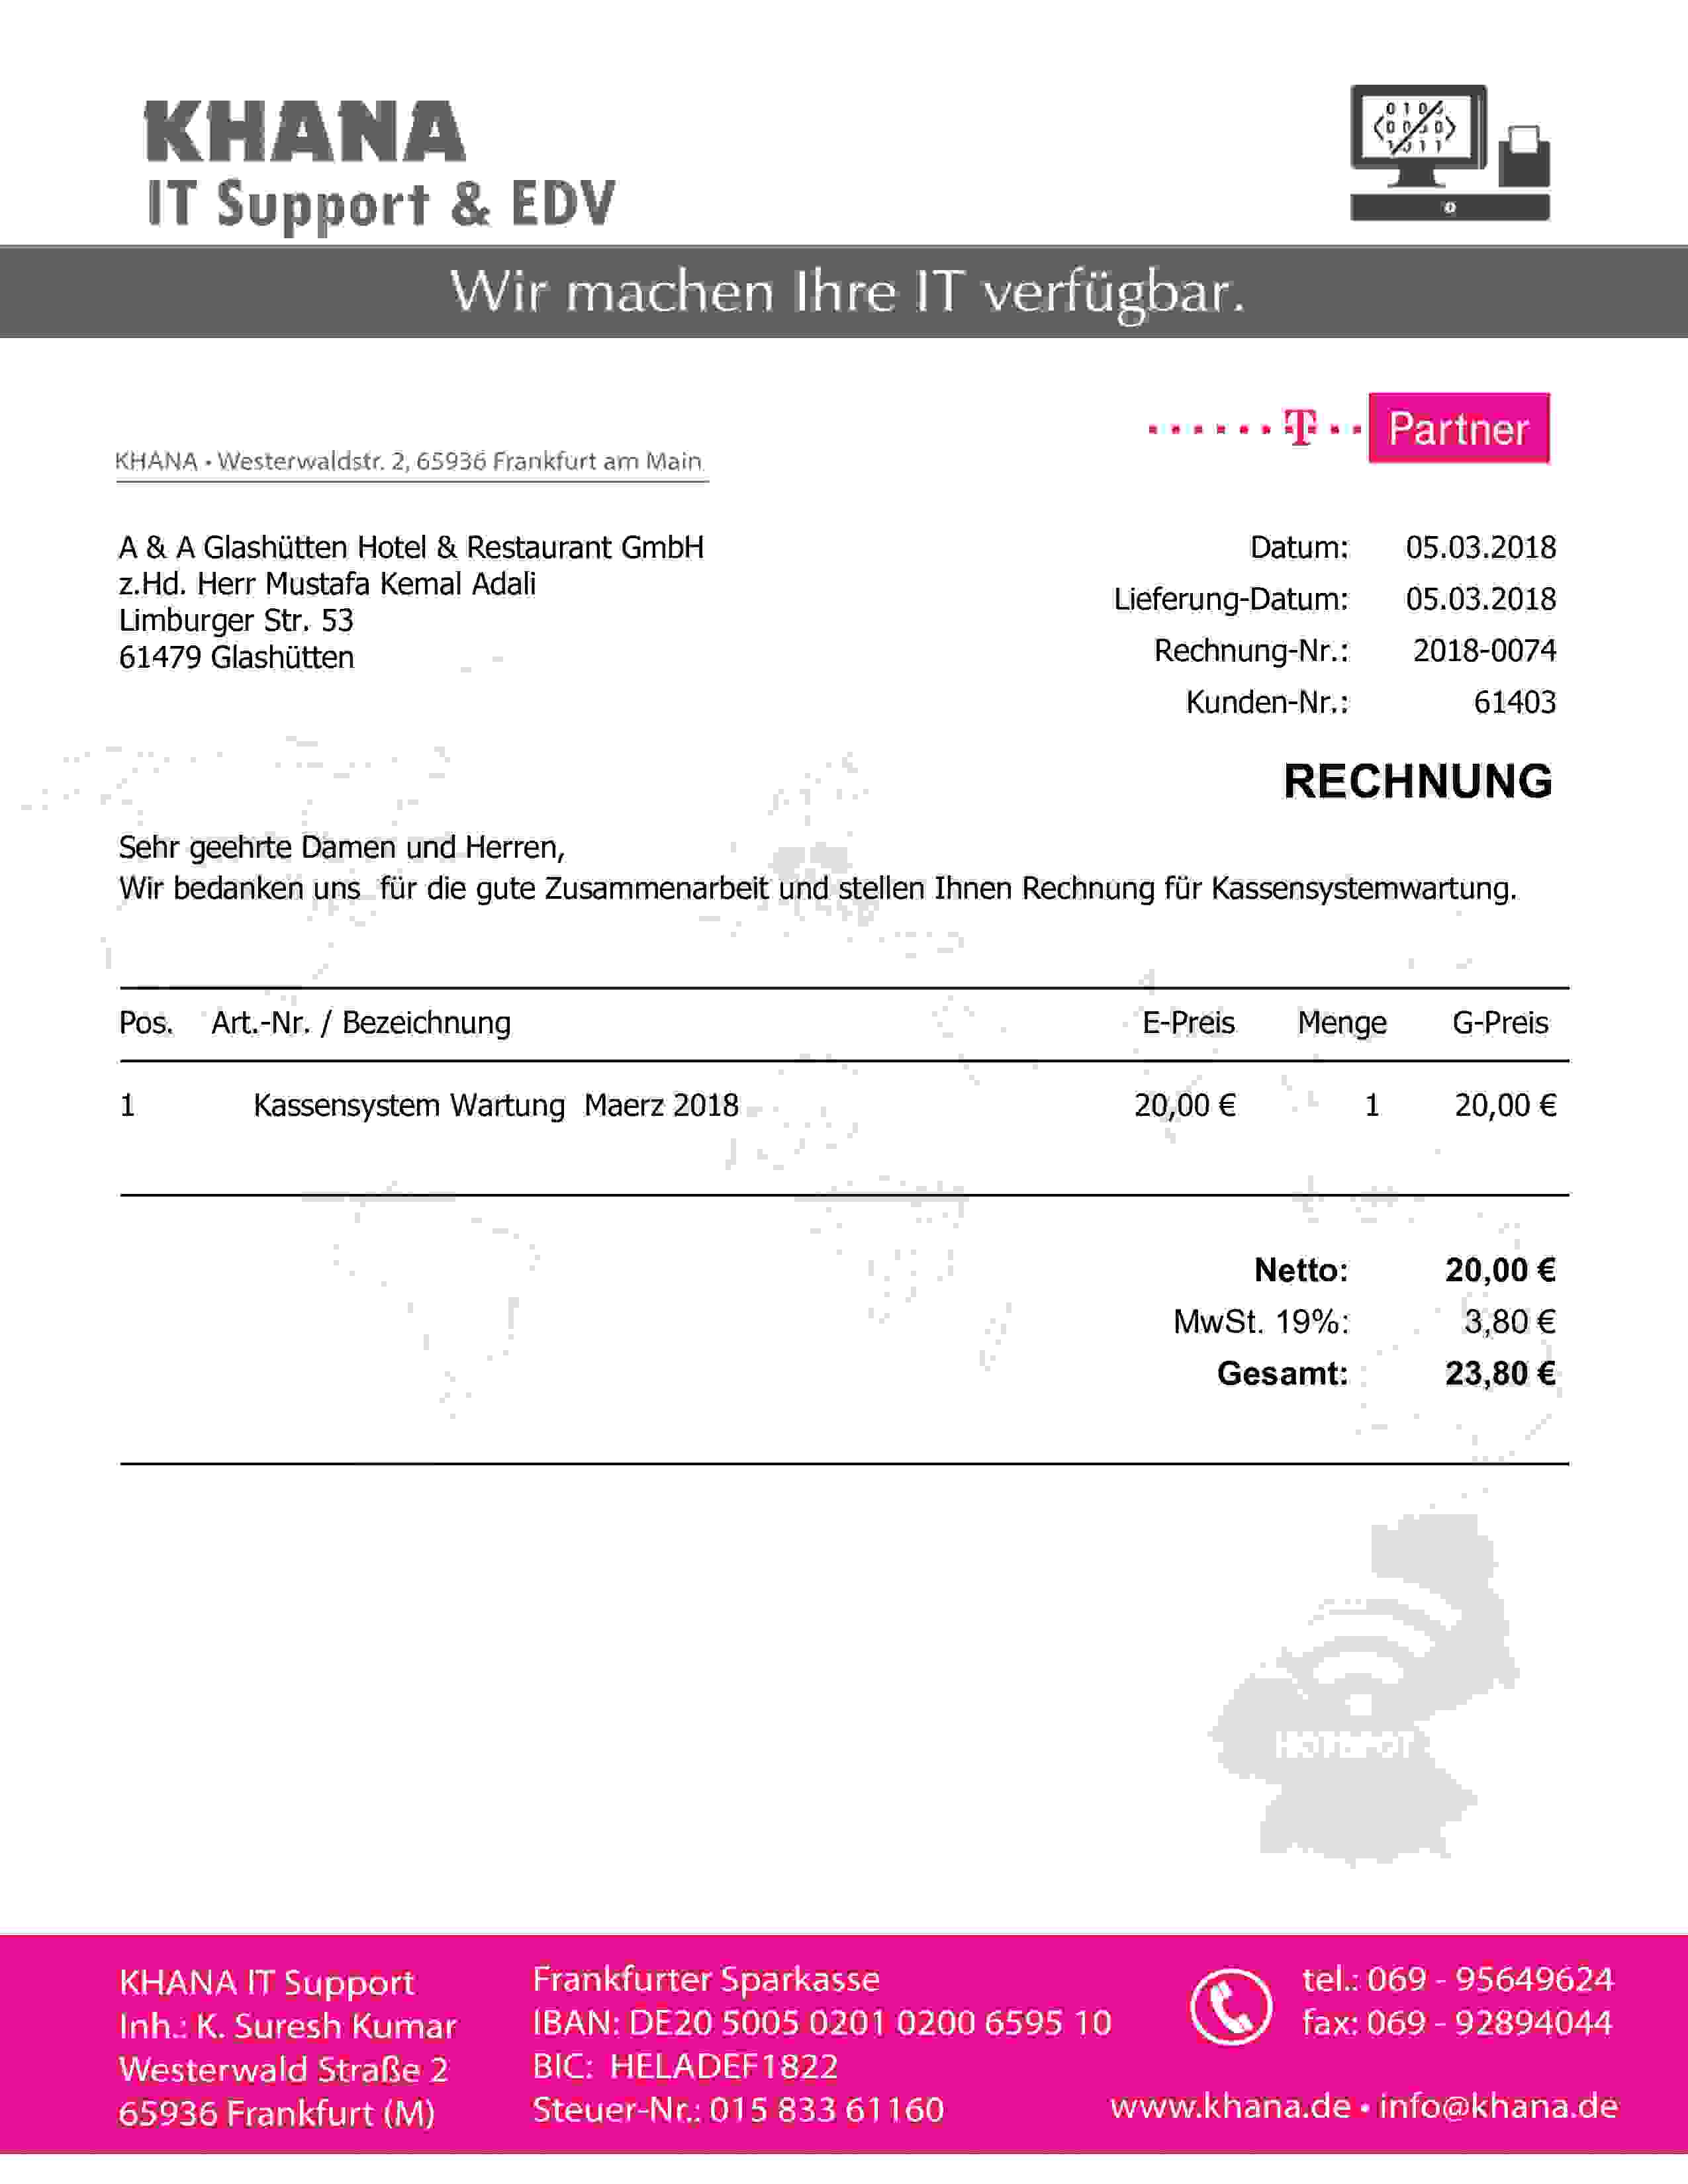 KHANA
IT Support & EDV
Wir machen Ihre IT verfügbar.
T Partner
KHANA • Westerwaldstr. 2, 65936 Frankfurt am Main
A & A Glashütten Hotel & Restaurant GmbH
z.Hd. Herr Mustafa Kemal Adali
Limburger Str. 53
61479 Glashütten
Datum: 05.03.2018
Lieferung-Datum: 05.03.2018
Rechnung-Nr.: 2018-0074
Kunden-Nr.: 61403
RECHNUNG
Sehr geehrte Damen und Herren,
Wir bedanken uns für die gute Zusammenarbeit und stellen Ihnen Rechnung für Kassensystemwartung.
Pos. Art.-Nr. / Bezeichnung E-Preis Menge G-Preis
1 Kassensystem Wartung Maerz 2018 20,00 € 1 20,00 €
Netto: 20,00 €
MwSt. 19%: 3,80 €
Gesamt: 23,80 €
KHANA IT Support
Inh.: K. Suresh Kumar
Westerwald Straße 2
65936 Frankfurt (M)
Frankfurter Sparkasse
IBAN: DE20 5005 0201 0200 6595 10
BIC: HELADEF1822
Steuer-Nr.: 015 833 61160
tel.: 069 - 95649624
fax: 069 - 92894044
www.khana.de • info@khana.de